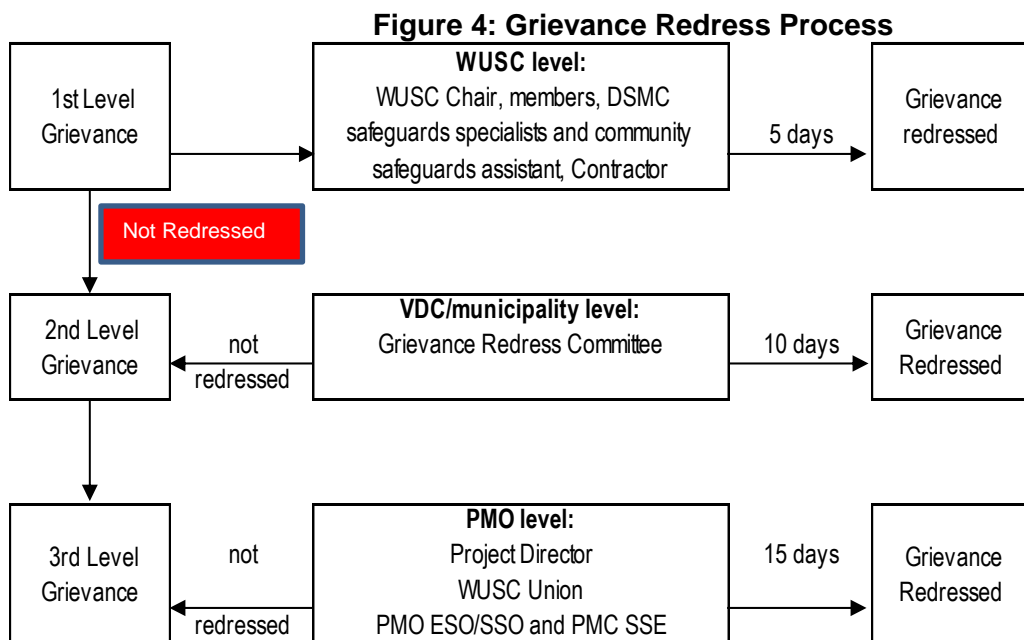 Figure 4: Grievance Redress Process
1st Level
Grievance
WUSC level:
WUSC Chair, members, DSMC
safeguards specialists and community
safeguards assistant, Contractor
5 days
Grievance
redressed
Not Redressed
2nd Level
Grievance
not
redressed
VDC/municipality level:
Grievance Redress Committee
10 days
Grievance
Redressed
3rd Level
Grievance
not
redressed
PMO level:
Project Director
WUSC Union
PMO ESO/SSO and PMC SSE
15 days
Grievance
Redressed